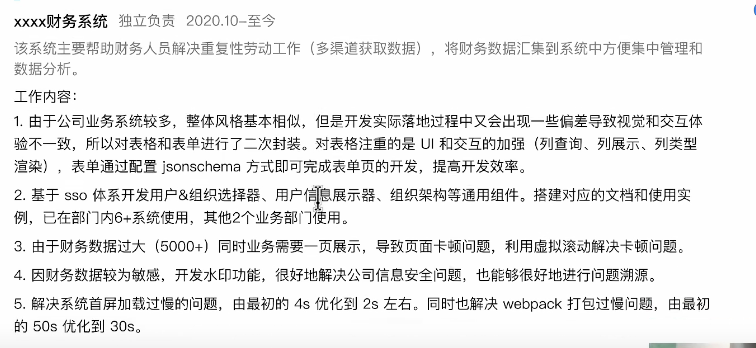 xxxx财务系统 独立负责 2020.10-至今
该系统主要帮助财务人员解决重复性劳动工作（多渠道获取数据），将财务数据汇集到系统中方便集中管理和
数据分析。
工作内容：
1. 由于公司业务系统较多，整体风格基本相似，但是开发实际落地过程中又会出现一些偏差导致视觉和交互体
验不一致，所以对表格和表单进行了二次封装。对表格注重的是 UI 和交互的加强（列查询、列展示、列类型
渲染），表单通过配置 jsonschema 方式即可完成表单页的开发，提高开发效率。
2. 基于 sso 体系开发用户&组织选择器、用户信息展示器、组织架构等通用组件。搭建对应的文档和使用实
例，已在部门内6+系统使用，其他2个业务部门使用。
3. 由于财务数据过大（5000+）同时业务需要一页展示，导致页面卡顿问题，利用虚拟滚动解决卡顿问题。
4. 因财务数据较为敏感，开发水印功能，很好地解决公司信息安全问题，也能够很好地进行问题溯源。
5. 解决系统首屏加载过慢的问题，由最初的 4s 优化到 2s 左右。同时也解决 webpack 打包过慢问题，由最初
的 50s 优化到 30s。